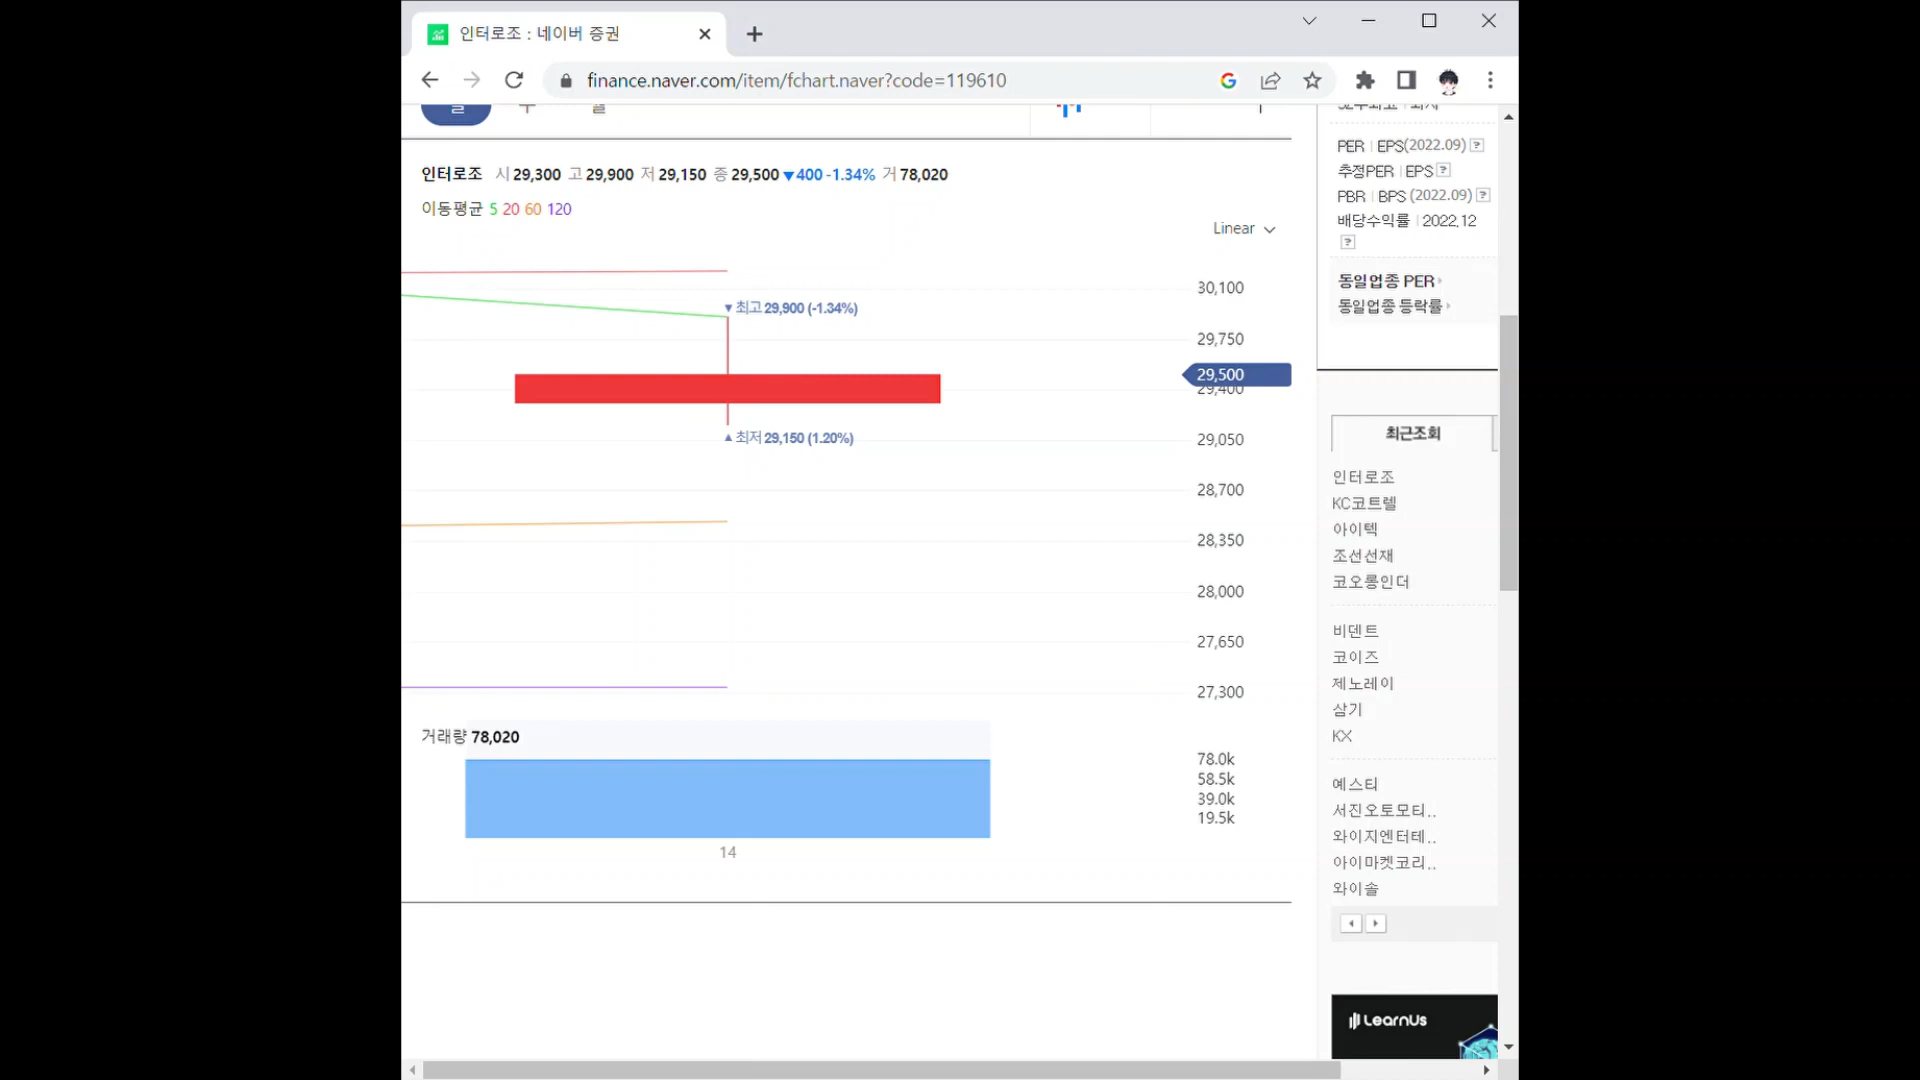 인터로조 : 네이버 증권
finance.naver.com/item/fchart.naver?code=119610
인터로조 시 29,300 고 29,900 저 29,150 종 29,500 ▼400 -1.34% 거 78,020
이동평균 5 20 60 120
Linear
▼최고 29,900 (-1.34%)
▲최저 29,150 (1.20%)
30,100
29,750
29,500
29,400
29,050
28,700
28,350
28,000
27,650
27,300
거래량 78,020
78.0k
58.5k
39.0k
19.5k
14
PER | EPS(2022.09) ?
추정PER | EPS ?
PBR | BPS (2022.09) ?
배당수익률 | 2022.12
?
동일업종 PER
동일업종 등락률
최근조회
인터로조
KC코트렐
아이텍
조선선재
코오롱인더
비덴트
코이즈
제노레이
삼기
KX
예스티
서진오토모티..
와이지엔터테..
아이마켓코리..
와이솔
LearnUs